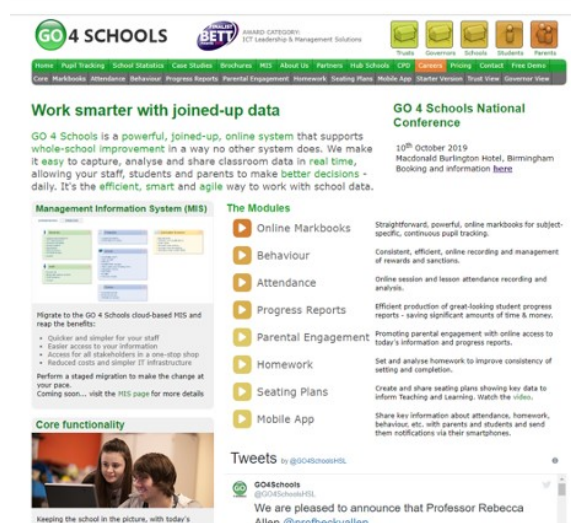 GO 4 SCHOOLS
FINALIST
BETT
AWARD CATEGORY:
ICT Leadership & Management Solutions
Trusts Governors Schools Students Parents
Home Pupil Tracking School Statistics Case Studies Brochures MIS About Us Partners Hub Schools CPD Careers Pricing Contact Free Demo
Core Markbooks Attendance Behaviour Progress Reports Parental Engagement Homework Seating Plans Mobile App Starter Version Trust View Governor View
Work smarter with joined-up data
GO 4 Schools is a powerful, joined-up, online system that supports
whole-school improvement in a way no other system does. We make
it easy to capture, analyse and share classroom data in real time,
allowing your staff, students and parents to make better decisions -
daily. It's the efficient, smart and agile way to work with school data.
GO 4 Schools National
Conference
10th October 2019
Macdonald Burlington Hotel, Birmingham
Booking and information here
Management Information System (MIS)
Migrate to the GO 4 Schools cloud-based MIS and
reap the benefits:
• Quicker and simpler for your staff
• Easier access to your information
• Access for all stakeholders in a one-stop shop
• Reduced costs and simpler IT infrastructure
Perform a staged migration to make the change at
your pace.
Coming soon... visit the MIS page for more details
Core functionality
Keeping the school in the picture, with today's
The Modules
Online Markbooks
Straightforward, powerful, online markbooks for subject-
specific, continuous pupil tracking.
Behaviour
Consistent, efficient, online recording and management
of rewards and sanctions.
Attendance
Online session and lesson attendance recording and
analysis.
Progress Reports
Efficient production of great-looking student progress
reports - saving significant amounts of time & money.
Parental Engagement
Promoting parental engagement with online access to
today's information and progress reports.
Homework
Set and analyse homework to improve consistency of
setting and completion.
Seating Plans
Create and share seating plans showing key data to
inform Teaching and Learning. Watch the video.
Mobile App
Share key information about attendance, homework,
behaviour, etc. with parents and students and send
them notifications via their smartphones.
Tweets by @GO4SchoolsHSL
GO4Schools
@GO4SchoolsHSL
We are pleased to announce that Professor Rebecca
Allen @profbeckyallen